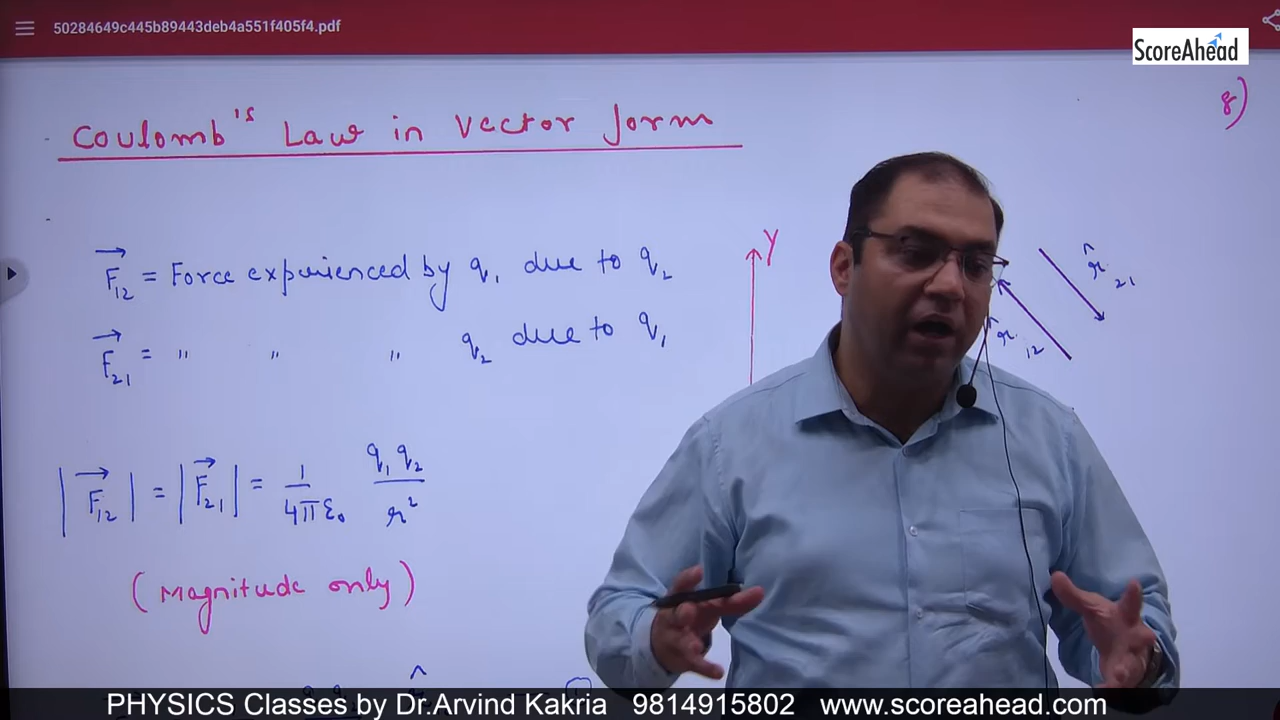 50284649c445b89443deb4a551f405f4.pdf
ScoreAhead
8)
Coulomb's Law in Vector form
F₁₂ = Force experienced by q₁ due to q₂
F₂₁ = " " " q₂ due to q₁
Y
r̂₂₁
r̂₁₂
|F₁₂| = |F₂₁| = 1/4πε₀ q₁q₂/r²
(Magnitude only)
PHYSICS Classes by Dr.Arvind Kakria 9814915802 www.scoreahead.com